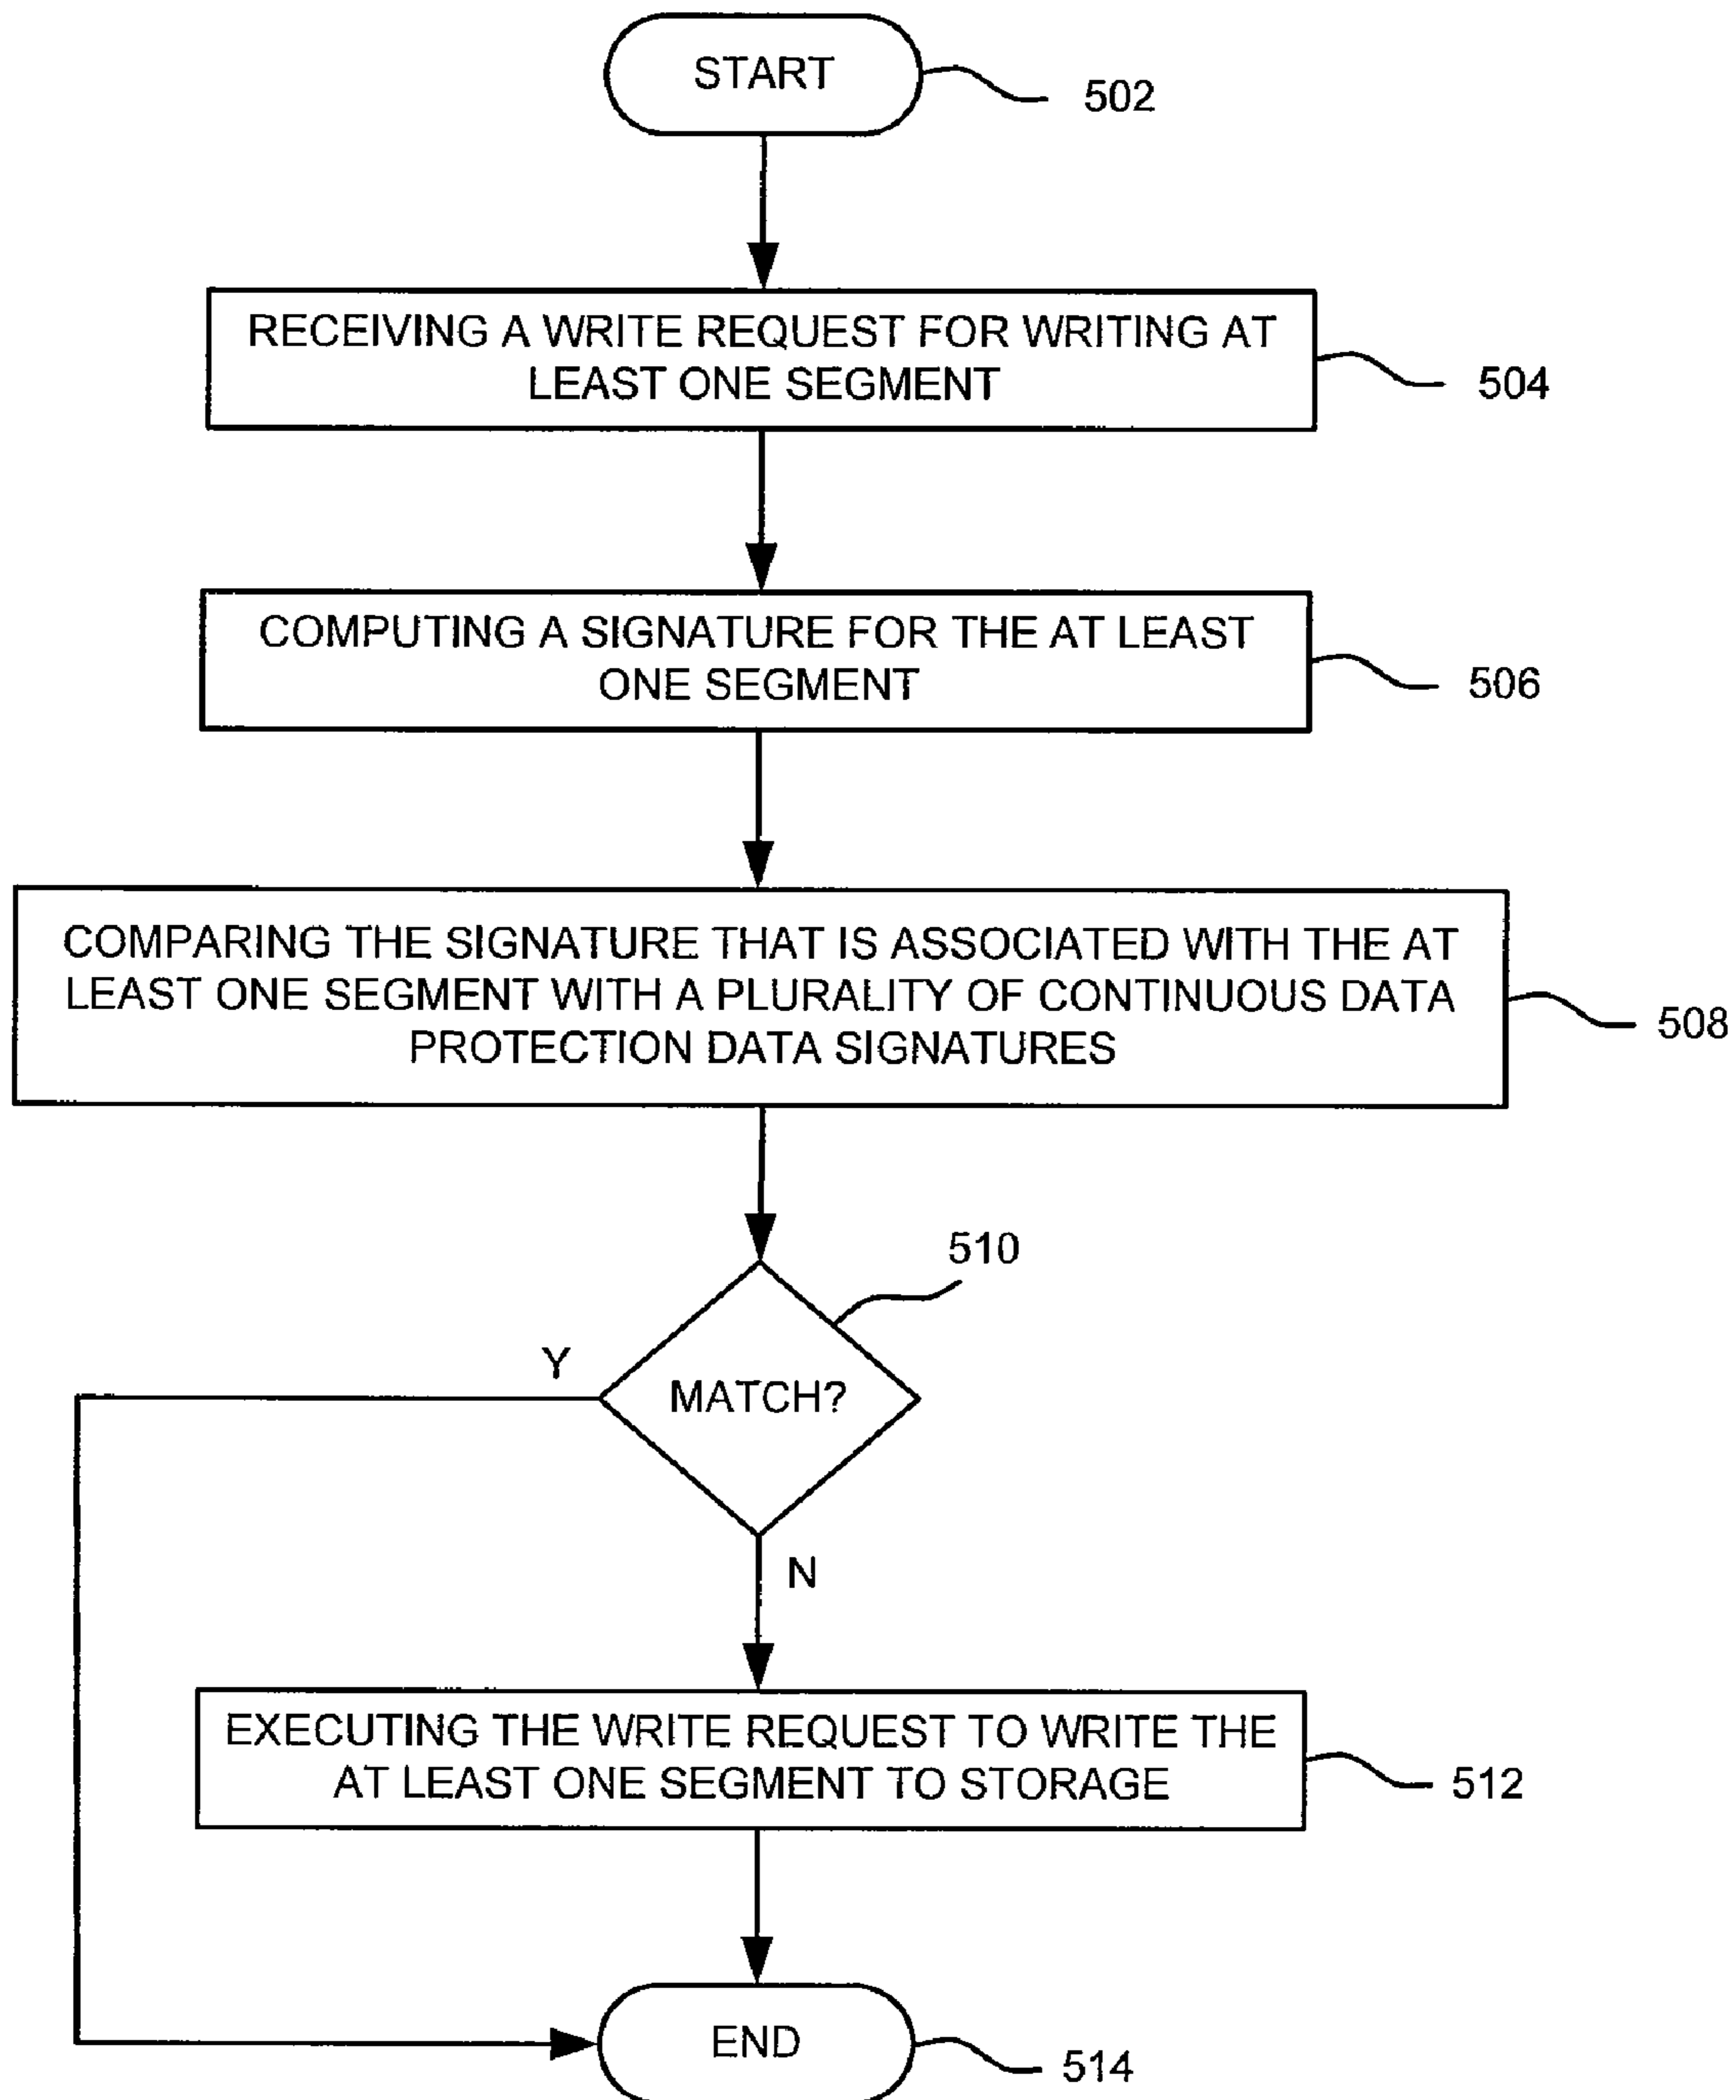 START
502
RECEIVING A WRITE REQUEST FOR WRITING AT
LEAST ONE SEGMENT
504
COMPUTING A SIGNATURE FOR THE AT LEAST
ONE SEGMENT
506
COMPARING THE SIGNATURE THAT IS ASSOCIATED WITH THE AT
LEAST ONE SEGMENT WITH A PLURALITY OF CONTINUOUS DATA
PROTECTION DATA SIGNATURES
508
510
Y
MATCH?
N
EXECUTING THE WRITE REQUEST TO WRITE THE
AT LEAST ONE SEGMENT TO STORAGE
512
END
514